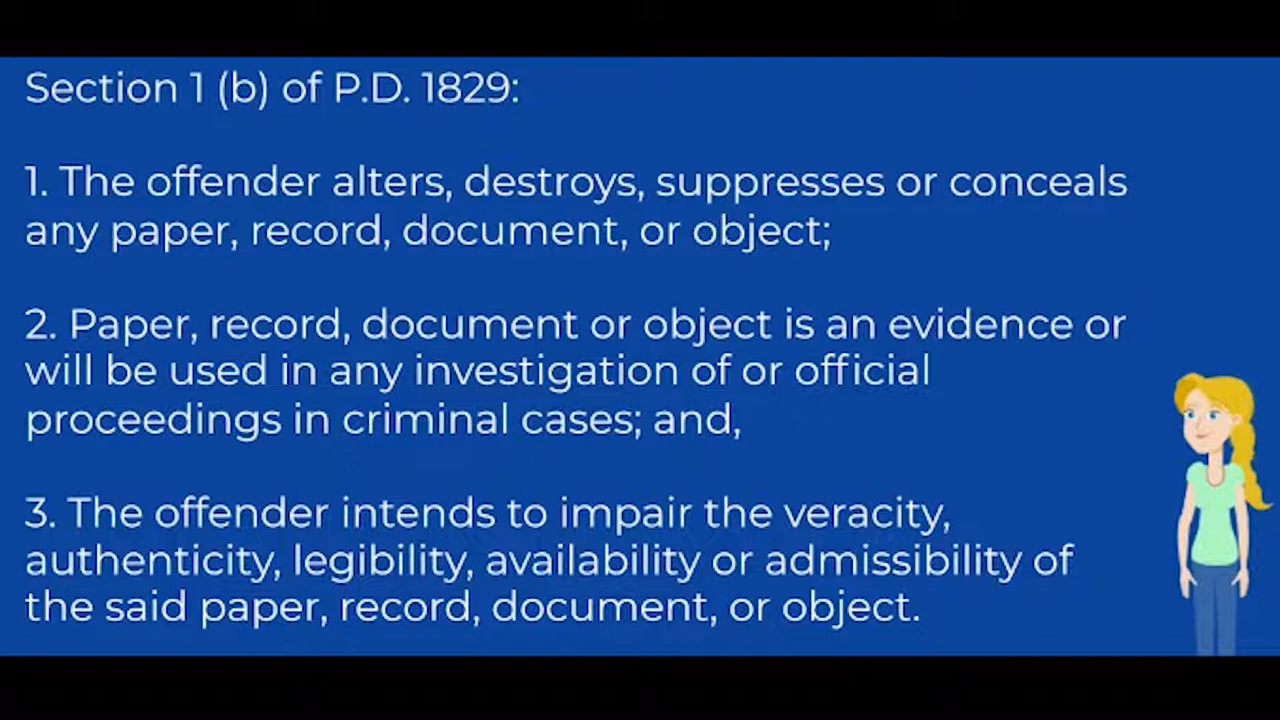 Section 1 (b) of P.D. 1829:
1. The offender alters, destroys, suppresses or conceals
any paper, record, document, or object;
2. Paper, record, document or object is an evidence or
will be used in any investigation of or official
proceedings in criminal cases; and,
3. The offender intends to impair the veracity,
authenticity, legibility, availability or admissibility of
the said paper, record, document, or object.